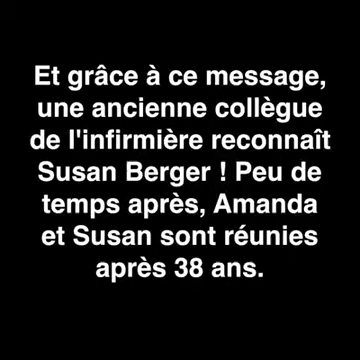 Et grâce à ce message,
une ancienne collègue
de l'infirmière reconnaît
Susan Berger ! Peu de
temps après, Amanda
et Susan sont réunies
après 38 ans.